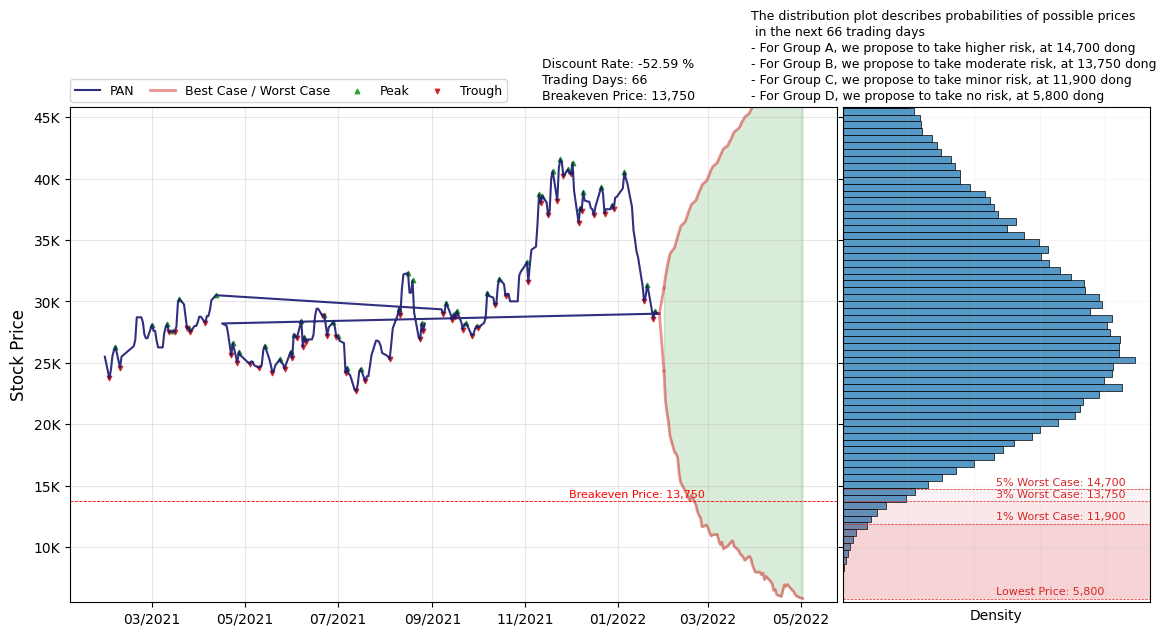 The distribution plot describes probabilities of possible prices
in the next 66 trading days
- For Group A, we propose to take higher risk, at 14,700 dong
- For Group B, we propose to take moderate risk, at 13,750 dong
- For Group C, we propose to take minor risk, at 11,900 dong
- For Group D, we propose to take no risk, at 5,800 dong
Discount Rate: -52.59 %
Trading Days: 66
Breakeven Price: 13,750
PAN
Best Case / Worst Case
Peak
Trough
Stock Price
45K
40K
35K
30K
25K
20K
15K
10K
Breakeven Price: 13,750
03/2021
05/2021
07/2021
09/2021
11/2021
01/2022
03/2022
05/2022
5% Worst Case: 14,700
3% Worst Case: 13,750
1% Worst Case: 11,900
Lowest Price: 5,800
Density